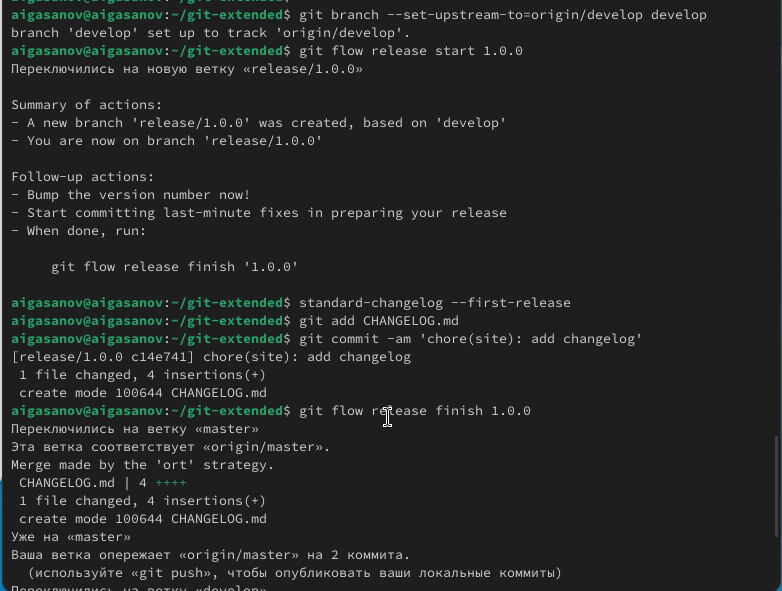 aigasanov@aigasanov:~/git-extended$ git branch --set-upstream-to=origin/develop develop
branch 'develop' set up to track 'origin/develop'.
aigasanov@aigasanov:~/git-extended$ git flow release start 1.0.0
Переключились на новую ветку «release/1.0.0»
Summary of actions:
- A new branch 'release/1.0.0' was created, based on 'develop'
- You are now on branch 'release/1.0.0'
Follow-up actions:
- Bump the version number now!
- Start committing last-minute fixes in preparing your release
- When done, run:
git flow release finish '1.0.0'
aigasanov@aigasanov:~/git-extended$ standard-changelog --first-release
aigasanov@aigasanov:~/git-extended$ git add CHANGELOG.md
aigasanov@aigasanov:~/git-extended$ git commit -am 'chore(site): add changelog'
[release/1.0.0 c14e741] chore(site): add changelog
1 file changed, 4 insertions(+)
create mode 100644 CHANGELOG.md
aigasanov@aigasanov:~/git-extended$ git flow release finish 1.0.0
Переключились на ветку «master»
Эта ветка соответствует «origin/master».
Merge made by the 'ort' strategy.
CHANGELOG.md | 4 ++++
1 file changed, 4 insertions(+)
create mode 100644 CHANGELOG.md
Уже на «master»
Ваша ветка опережает «origin/master» на 2 коммита.
(используйте «git push», чтобы опубликовать ваши локальные коммиты)
Переключились на ветку «develop»